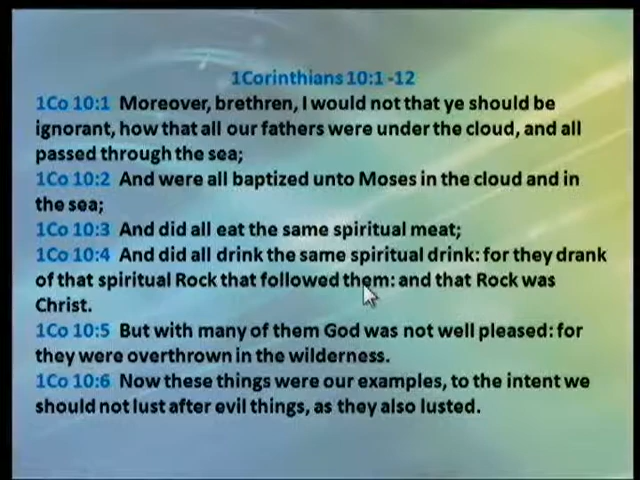 1Corinthians 10:1 -12
1Co 10:1 Moreover, brethren, I would not that ye should be
ignorant, how that all our fathers were under the cloud, and all
passed through the sea;
1Co 10:2 And were all baptized unto Moses in the cloud and in
the sea;
1Co 10:3 And did all eat the same spiritual meat;
1Co 10:4 And did all drink the same spiritual drink: for they drank
of that spiritual Rock that followed them: and that Rock was
Christ.
1Co 10:5 But with many of them God was not well pleased: for
they were overthrown in the wilderness.
1Co 10:6 Now these things were our examples, to the intent we
should not lust after evil things, as they also lusted.